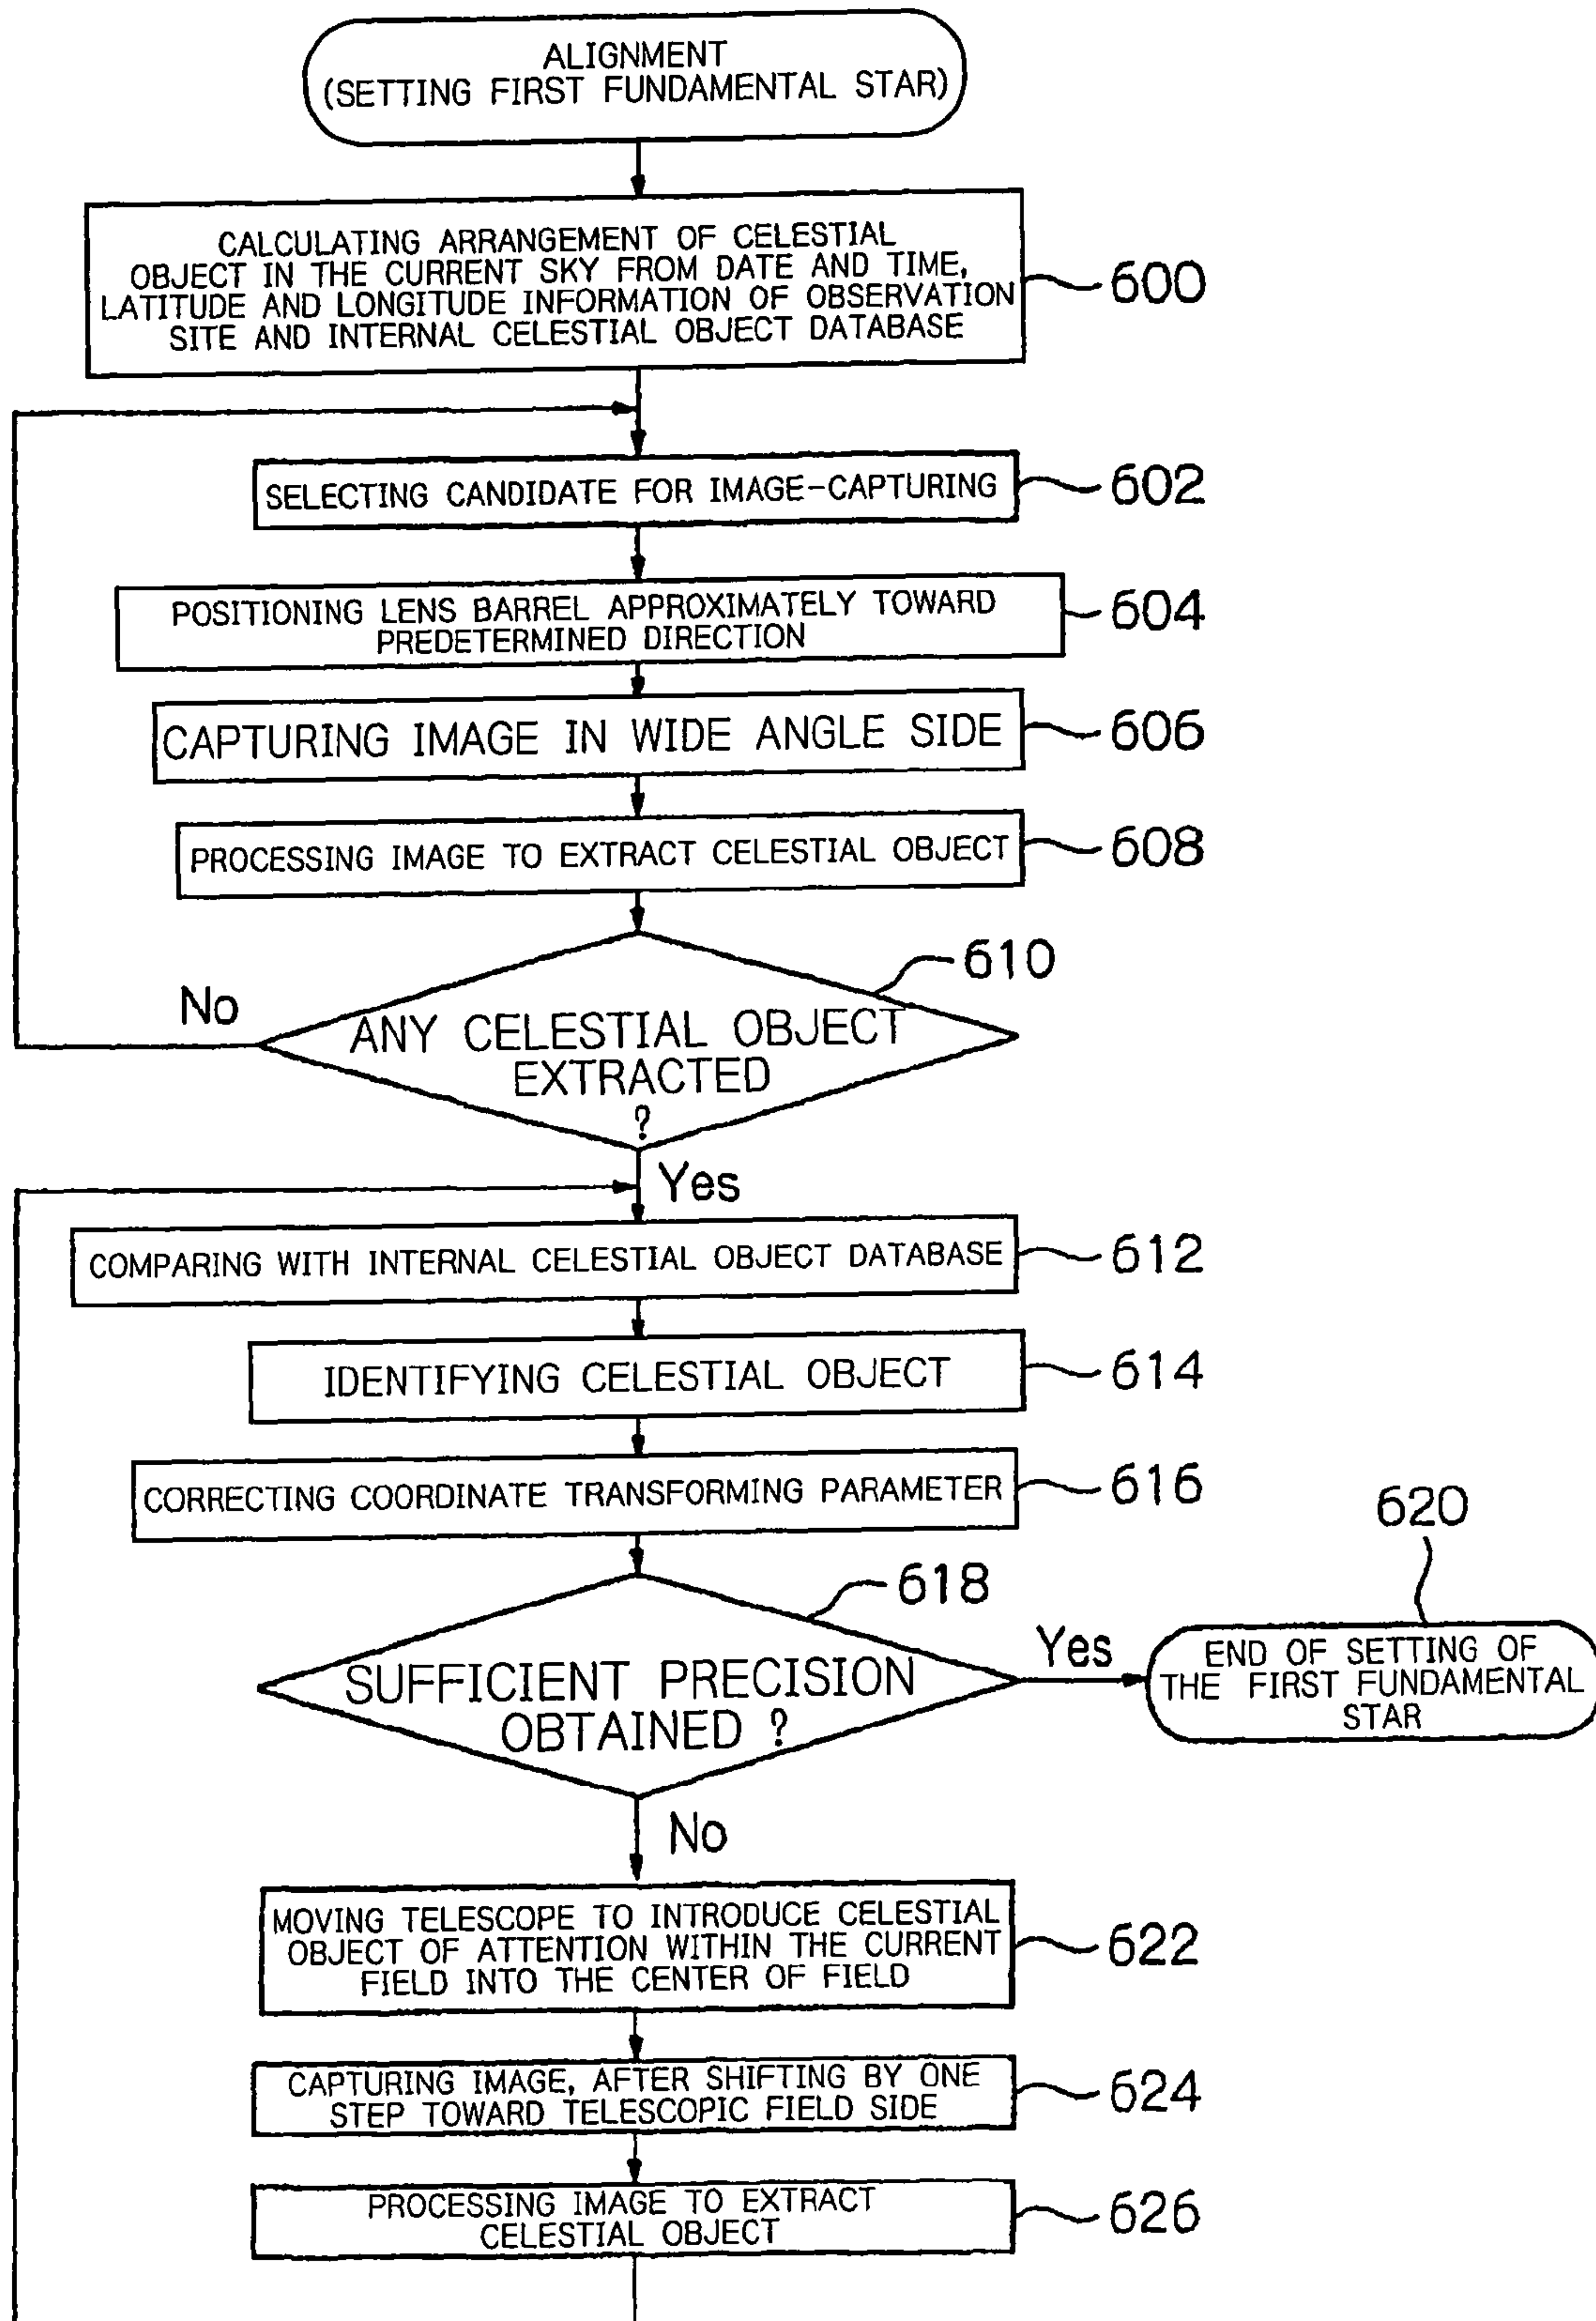 ALIGNMENT
(SETTING FIRST FUNDAMENTAL STAR)
CALCULATING ARRANGEMENT OF CELESTIAL
OBJECT IN THE CURRENT SKY FROM DATE AND TIME,
LATITUDE AND LONGITUDE INFORMATION OF OBSERVATION
SITE AND INTERNAL CELESTIAL OBJECT DATABASE
600
SELECTING CANDIDATE FOR IMAGE-CAPTURING
602
POSITIONING LENS BARREL APPROXIMATELY TOWARD
PREDETERMINED DIRECTION
604
CAPTURING IMAGE IN WIDE ANGLE SIDE
606
PROCESSING IMAGE TO EXTRACT CELESTIAL OBJECT
608
610
No
ANY CELESTIAL OBJECT
EXTRACTED
?
Yes
COMPARING WITH INTERNAL CELESTIAL OBJECT DATABASE
612
IDENTIFYING CELESTIAL OBJECT
614
CORRECTING COORDINATE TRANSFORMING PARAMETER
616
618
SUFFICIENT PRECISION
OBTAINED ?
Yes
620
END OF SETTING OF
THE FIRST FUNDAMENTAL
STAR
No
MOVING TELESCOPE TO INTRODUCE CELESTIAL
OBJECT OF ATTENTION WITHIN THE CURRENT
FIELD INTO THE CENTER OF FIELD
622
CAPTURING IMAGE, AFTER SHIFTING BY ONE
STEP TOWARD TELESCOPIC FIELD SIDE
624
PROCESSING IMAGE TO EXTRACT
CELESTIAL OBJECT
626